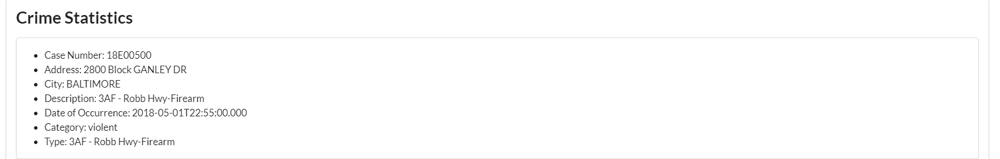 Crime Statistics
Case Number: 18E00500
Address: 2800 Block GANLEY DR
City: BALTIMORE
Description: 3AF - Robb Hwy-Firearm
Date of Occurrence: 2018-05-01T22:55:00.000
Category: violent
Type: 3AF - Robb Hwy-Firearm